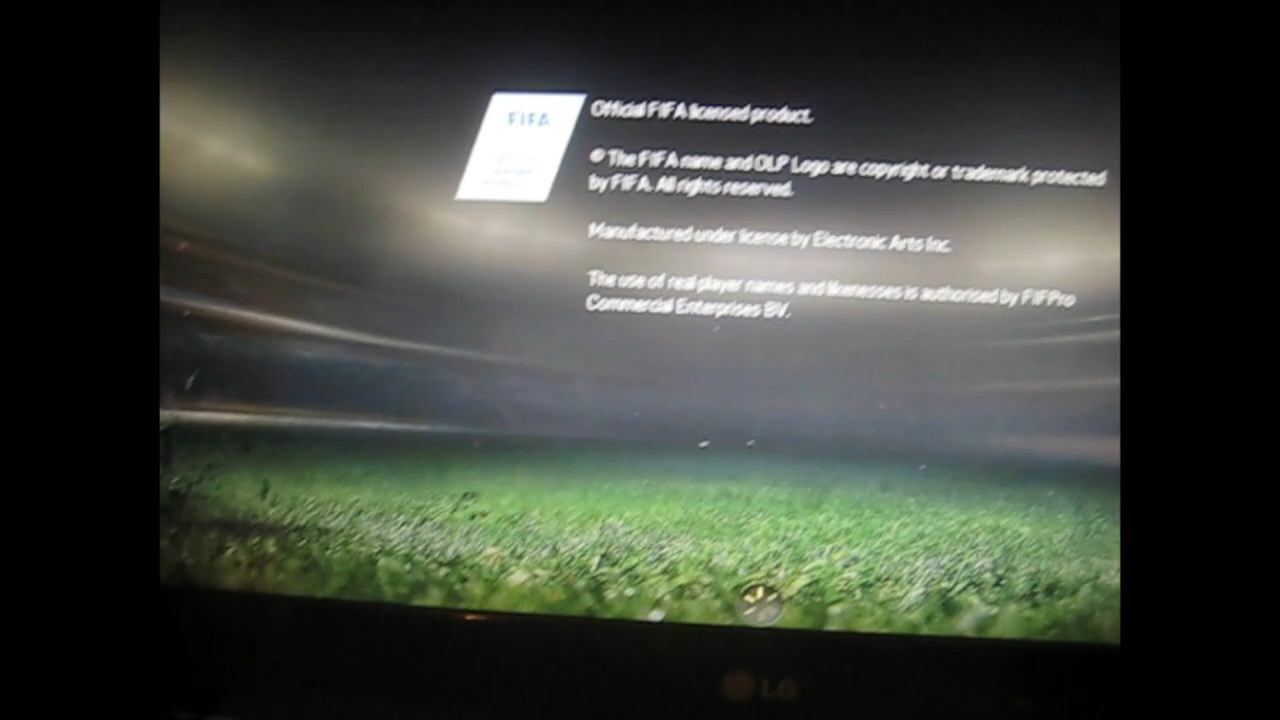 FIFA
Official FIFA licensed product.
© The FIFA name and OLP Logo are copyright or trademark protected
by FIFA. All rights reserved.
Manufactured under license by Electronic Arts Inc.
The use of real player names and likenesses is authorised by FIFPro
Commercial Enterprises BV.
LG